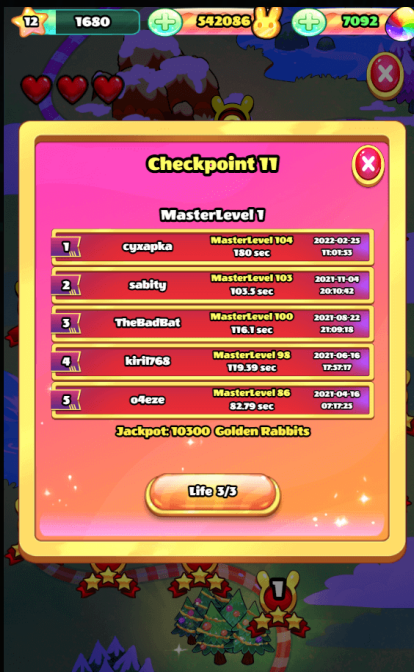 12 1680 542086 7092
Checkpoint 11
MasterLevel 1
1 cyxapka MasterLevel 104 180 sec 2022-02-25 11:01:33
2 sabity MasterLevel 103 103.3 sec 2021-11-04 20:10:42
3 TheBadBat MasterLevel 100 116.1 sec 2021-08-22 21:09:18
4 kiril768 MasterLevel 98 119.39 sec 2021-06-16 17:37:17
5 o4eze MasterLevel 86 82.79 sec 2021-04-16 07:17:23
Jackpot: 10300 Golden Rabbits
Life 3/3
1